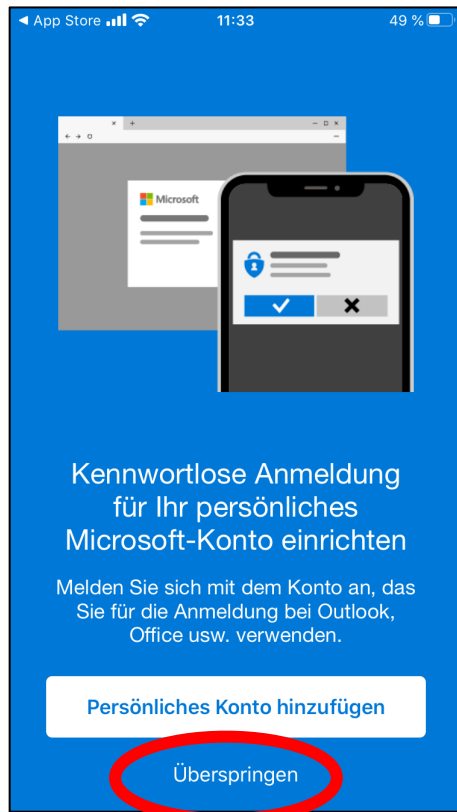 App Store 11:33 49 %
Microsoft
Kennwortlose Anmeldung
für Ihr persönliches
Microsoft-Konto einrichten
Melden Sie sich mit dem Konto an, das
Sie für die Anmeldung bei Outlook,
Office usw. verwenden.
Persönliches Konto hinzufügen
Überspringen